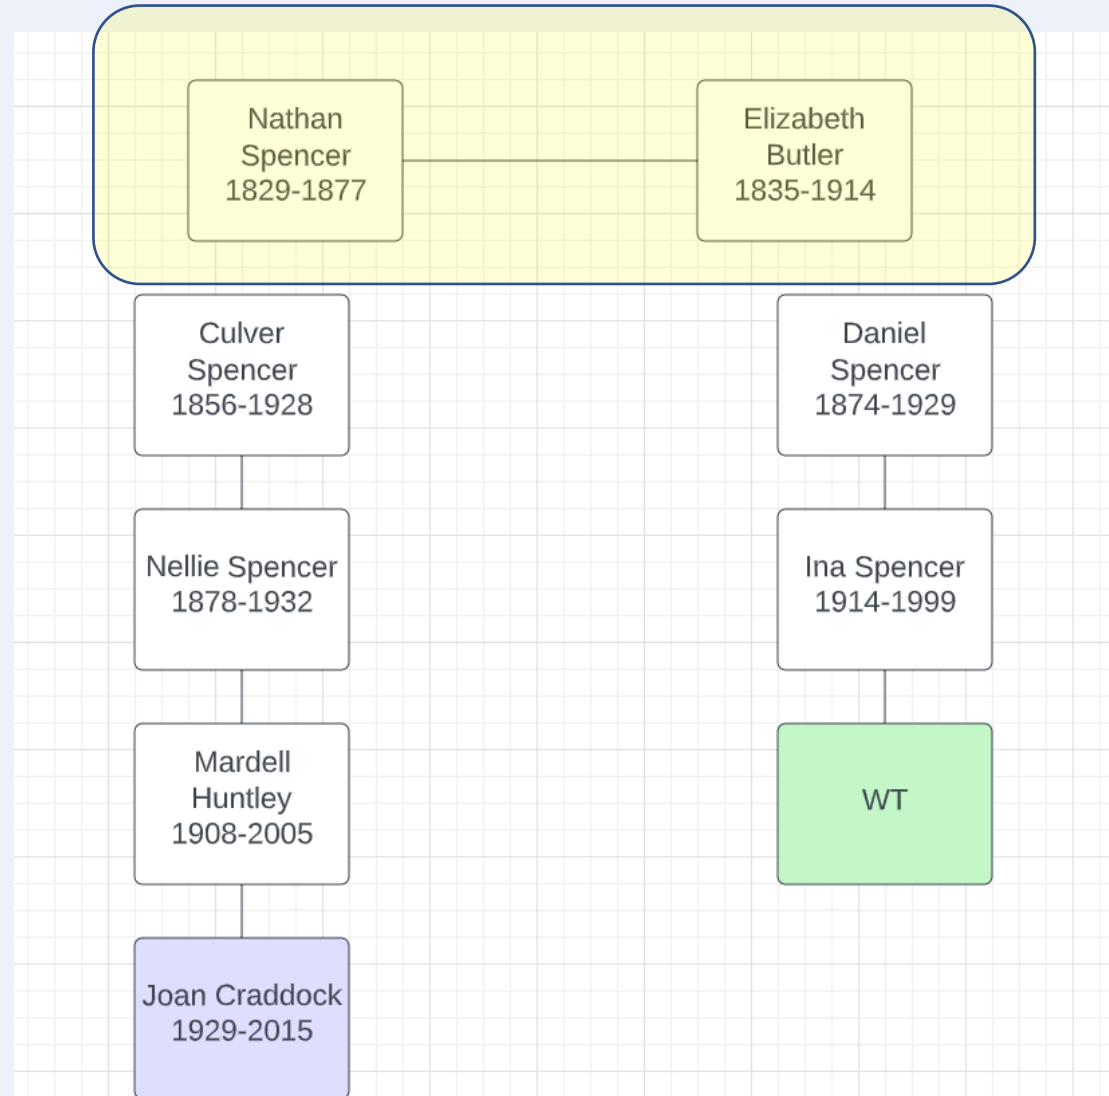 Nathan
Spencer
1829-1877
Elizabeth
Butler
1835-1914
Culver
Spencer
1856-1928
Daniel
Spencer
1874-1929
Nellie Spencer
1878-1932
Ina Spencer
1914-1999
Mardell
Huntley
1908-2005
WT
Joan Craddock
1929-2015